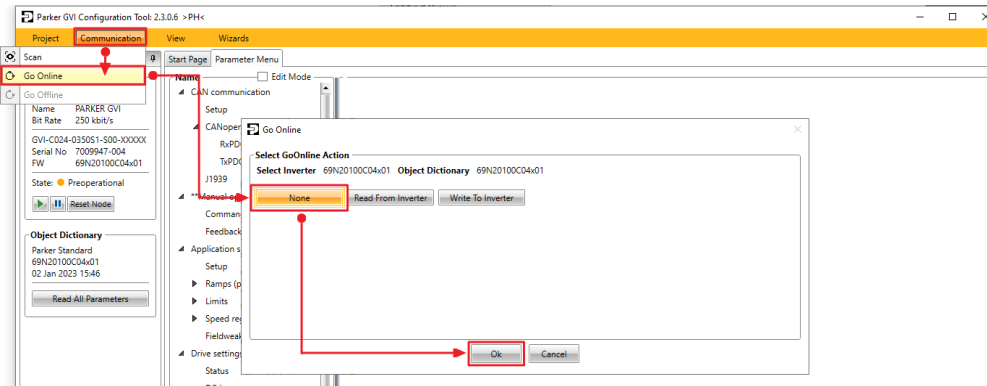 Parker GVI Configuration Tool: 2.3.0.6 >PH<
Project Communication View Wizards
Scan
Go Online
Go Offline
Start Page Parameter Menu
Name Edit Mode
Name PARKER GVI
Bit Rate 250 kbit/s
GVI-C024-0350S1-S00-XXXXX
Serial No 7009947-004
FW 69N20100C04x01
State: Preoperational
Reset Node
Object Dictionary
Parker Standard
69N20100C04x01
02 Jan 2023 15:46
Read All Parameters
CAN communication
Setup
CANoper
RxPD
TxPD
J1939
**Manual o
Comman
Feedback
Application s
Setup
Ramps (p
Limits
Speed reg
Fieldweak
Drive settings
Status
Go Online
Select GoOnline Action
Select Inverter 69N20100C04x01 Object Dictionary 69N20100C04x01
None Read From Inverter Write To Inverter
Ok Cancel